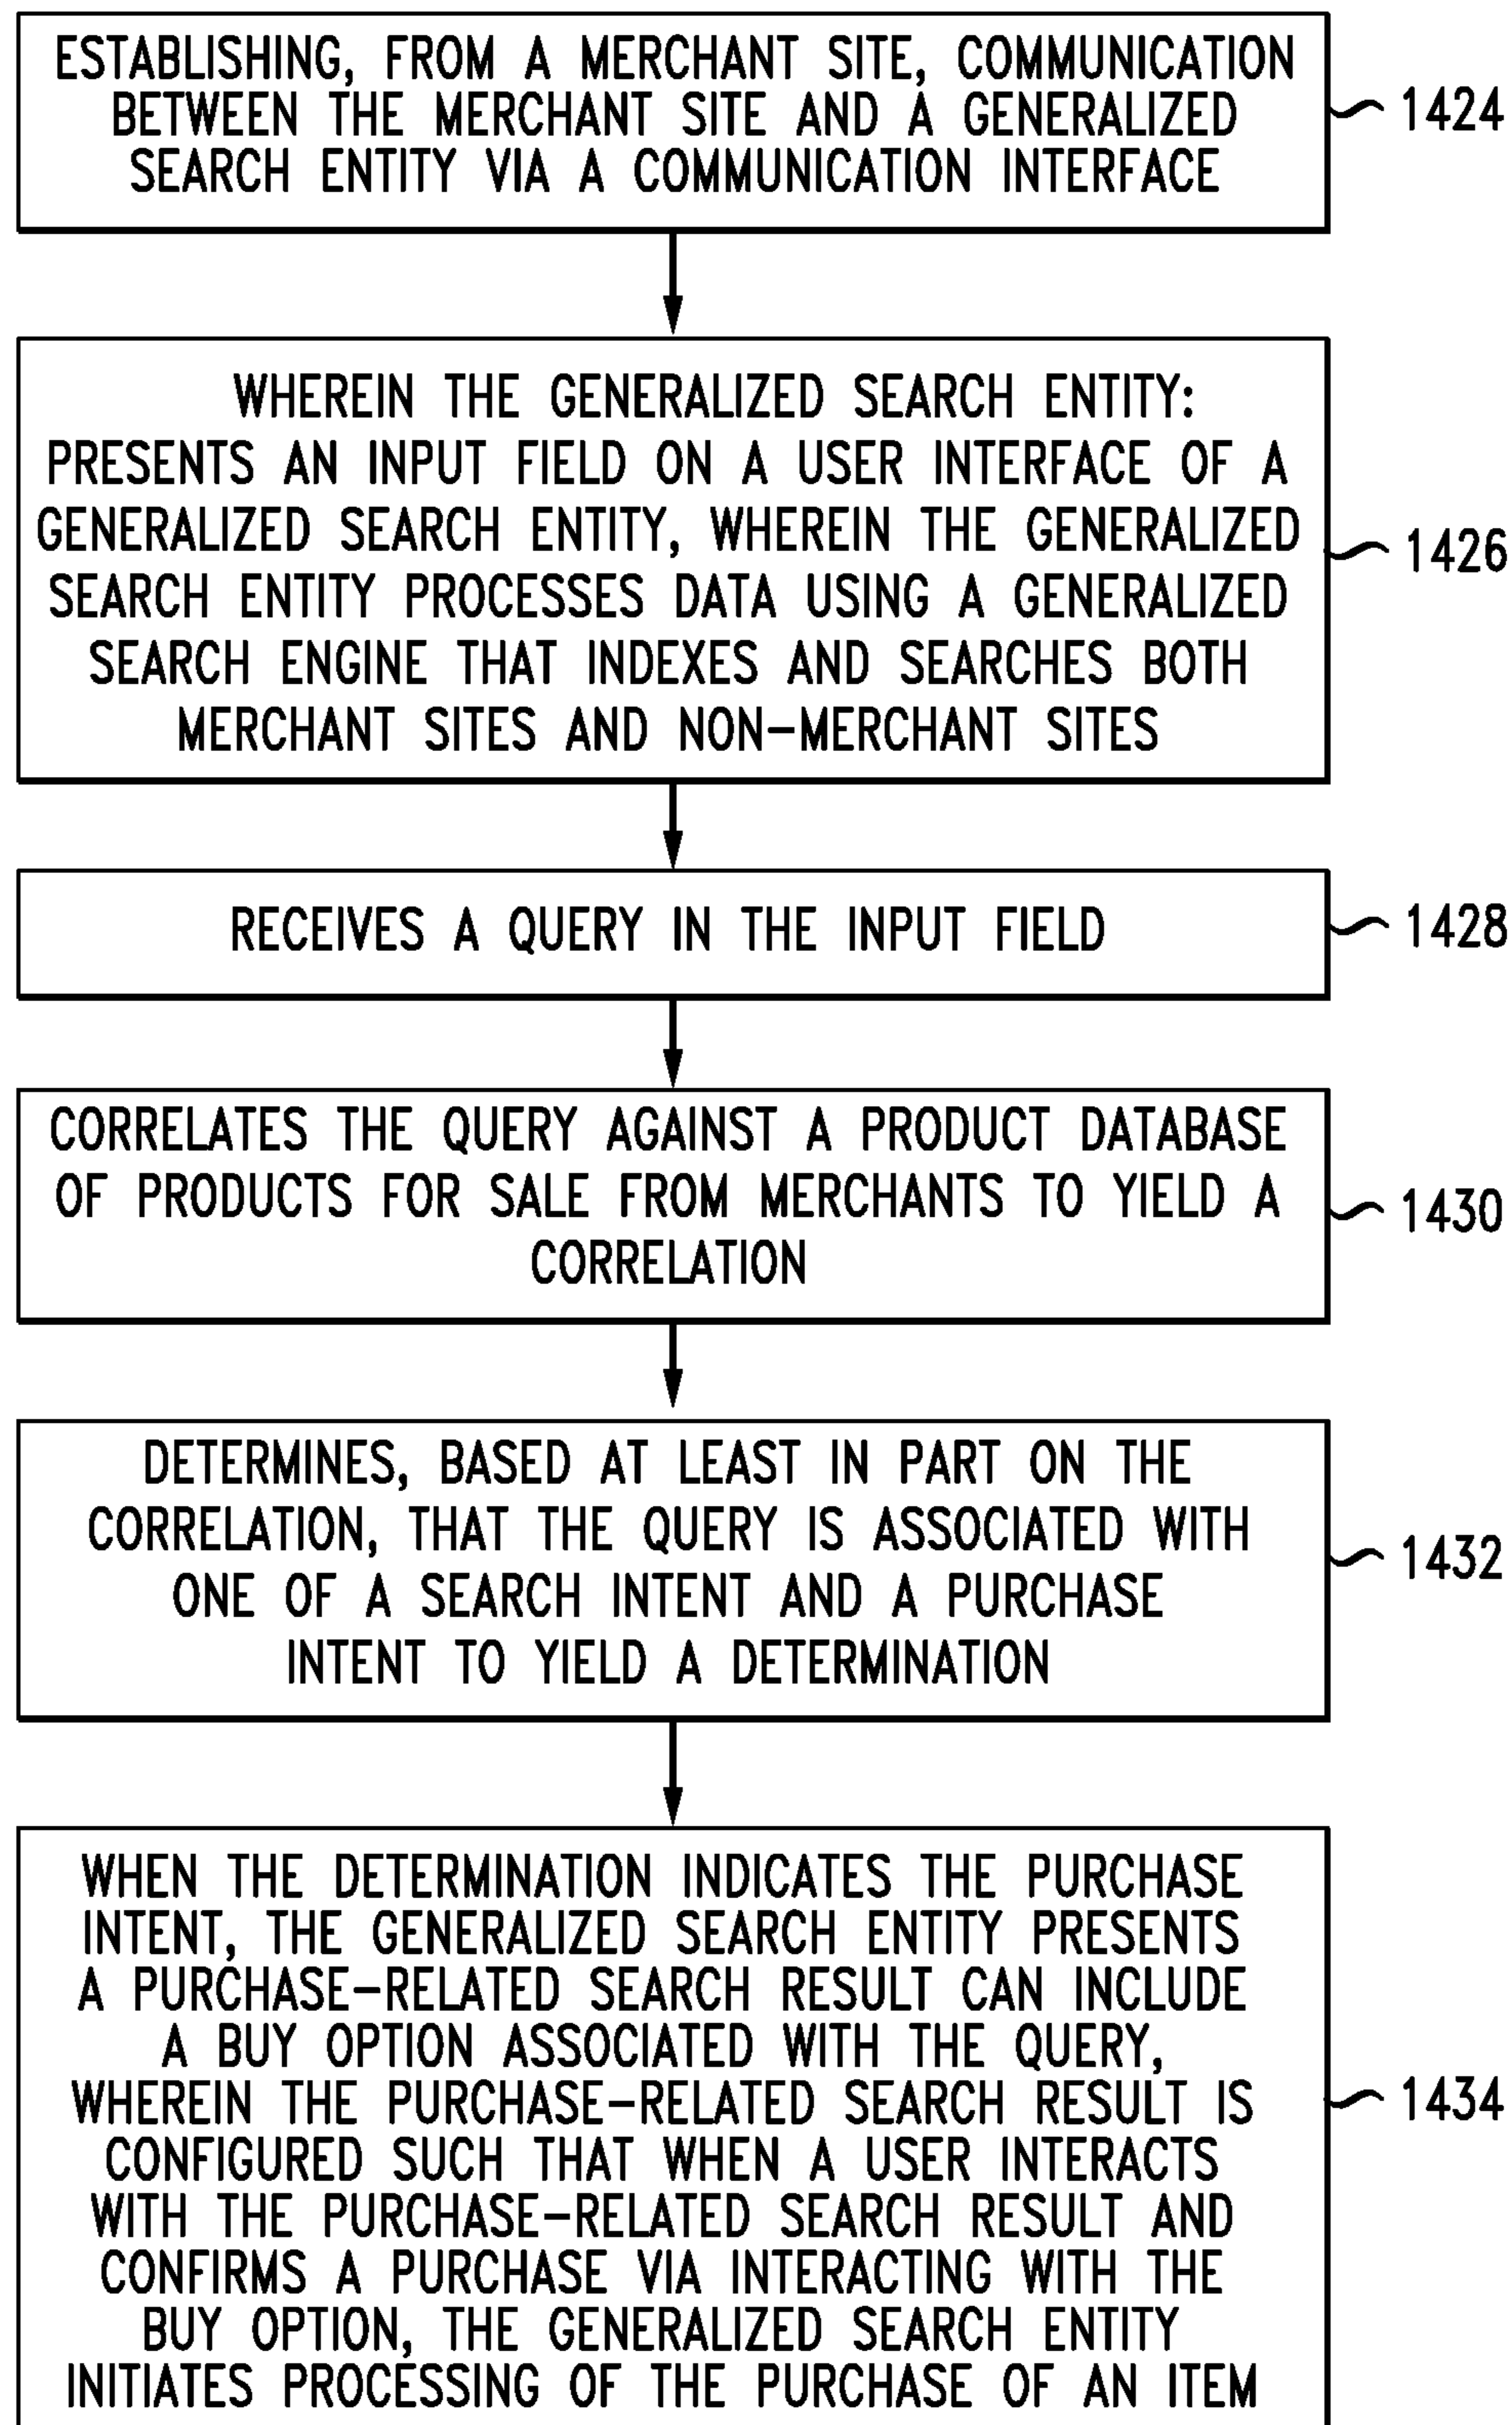 ESTABLISHING, FROM A MERCHANT SITE, COMMUNICATION
BETWEEN THE MERCHANT SITE AND A GENERALIZED
SEARCH ENTITY VIA A COMMUNICATION INTERFACE
1424
WHEREIN THE GENERALIZED SEARCH ENTITY:
PRESENTS AN INPUT FIELD ON A USER INTERFACE OF A
GENERALIZED SEARCH ENTITY, WHEREIN THE GENERALIZED
SEARCH ENTITY PROCESSES DATA USING A GENERALIZED
SEARCH ENGINE THAT INDEXES AND SEARCHES BOTH
MERCHANT SITES AND NON-MERCHANT SITES
1426
RECEIVES A QUERY IN THE INPUT FIELD
1428
CORRELATES THE QUERY AGAINST A PRODUCT DATABASE
OF PRODUCTS FOR SALE FROM MERCHANTS TO YIELD A
CORRELATION
1430
DETERMINES, BASED AT LEAST IN PART ON THE
CORRELATION, THAT THE QUERY IS ASSOCIATED WITH
ONE OF A SEARCH INTENT AND A PURCHASE
INTENT TO YIELD A DETERMINATION
1432
WHEN THE DETERMINATION INDICATES THE PURCHASE
INTENT, THE GENERALIZED SEARCH ENTITY PRESENTS
A PURCHASE-RELATED SEARCH RESULT CAN INCLUDE
A BUY OPTION ASSOCIATED WITH THE QUERY,
WHEREIN THE PURCHASE-RELATED SEARCH RESULT IS
CONFIGURED SUCH THAT WHEN A USER INTERACTS
WITH THE PURCHASE-RELATED SEARCH RESULT AND
CONFIRMS A PURCHASE VIA INTERACTING WITH THE
BUY OPTION, THE GENERALIZED SEARCH ENTITY
INITIATES PROCESSING OF THE PURCHASE OF AN ITEM
1434